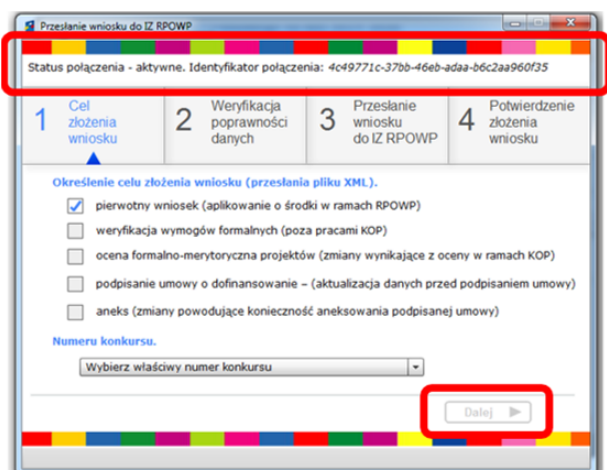 Przesłanie wniosku do IZ RPOWP
Status połączenia - aktywne. Identyfikator połączenia: 4c49771c-37bb-46eb-adaa-b6c2aa960f35
1 Cel złożenia wniosku
2 Weryfikacja poprawności danych
3 Przesłanie wniosku do IZ RPOWP
4 Potwierdzenie złożenia wniosku
Określenie celu złożenia wniosku (przesłania pliku XML).
pierwotny wniosek (aplikowanie o środki w ramach RPOWP)
weryfikacja wymogów formalnych (poza pracami KOP)
ocena formalno-merytoryczna projektów (zmiany wynikające z oceny w ramach KOP)
podpisanie umowy o dofinansowanie – (aktualizacja danych przed podpisaniem umowy)
aneks (zmiany powodujące konieczność aneksowania podpisanej umowy)
Numeru konkursu.
Wybierz właściwy numer konkursu
Dalej